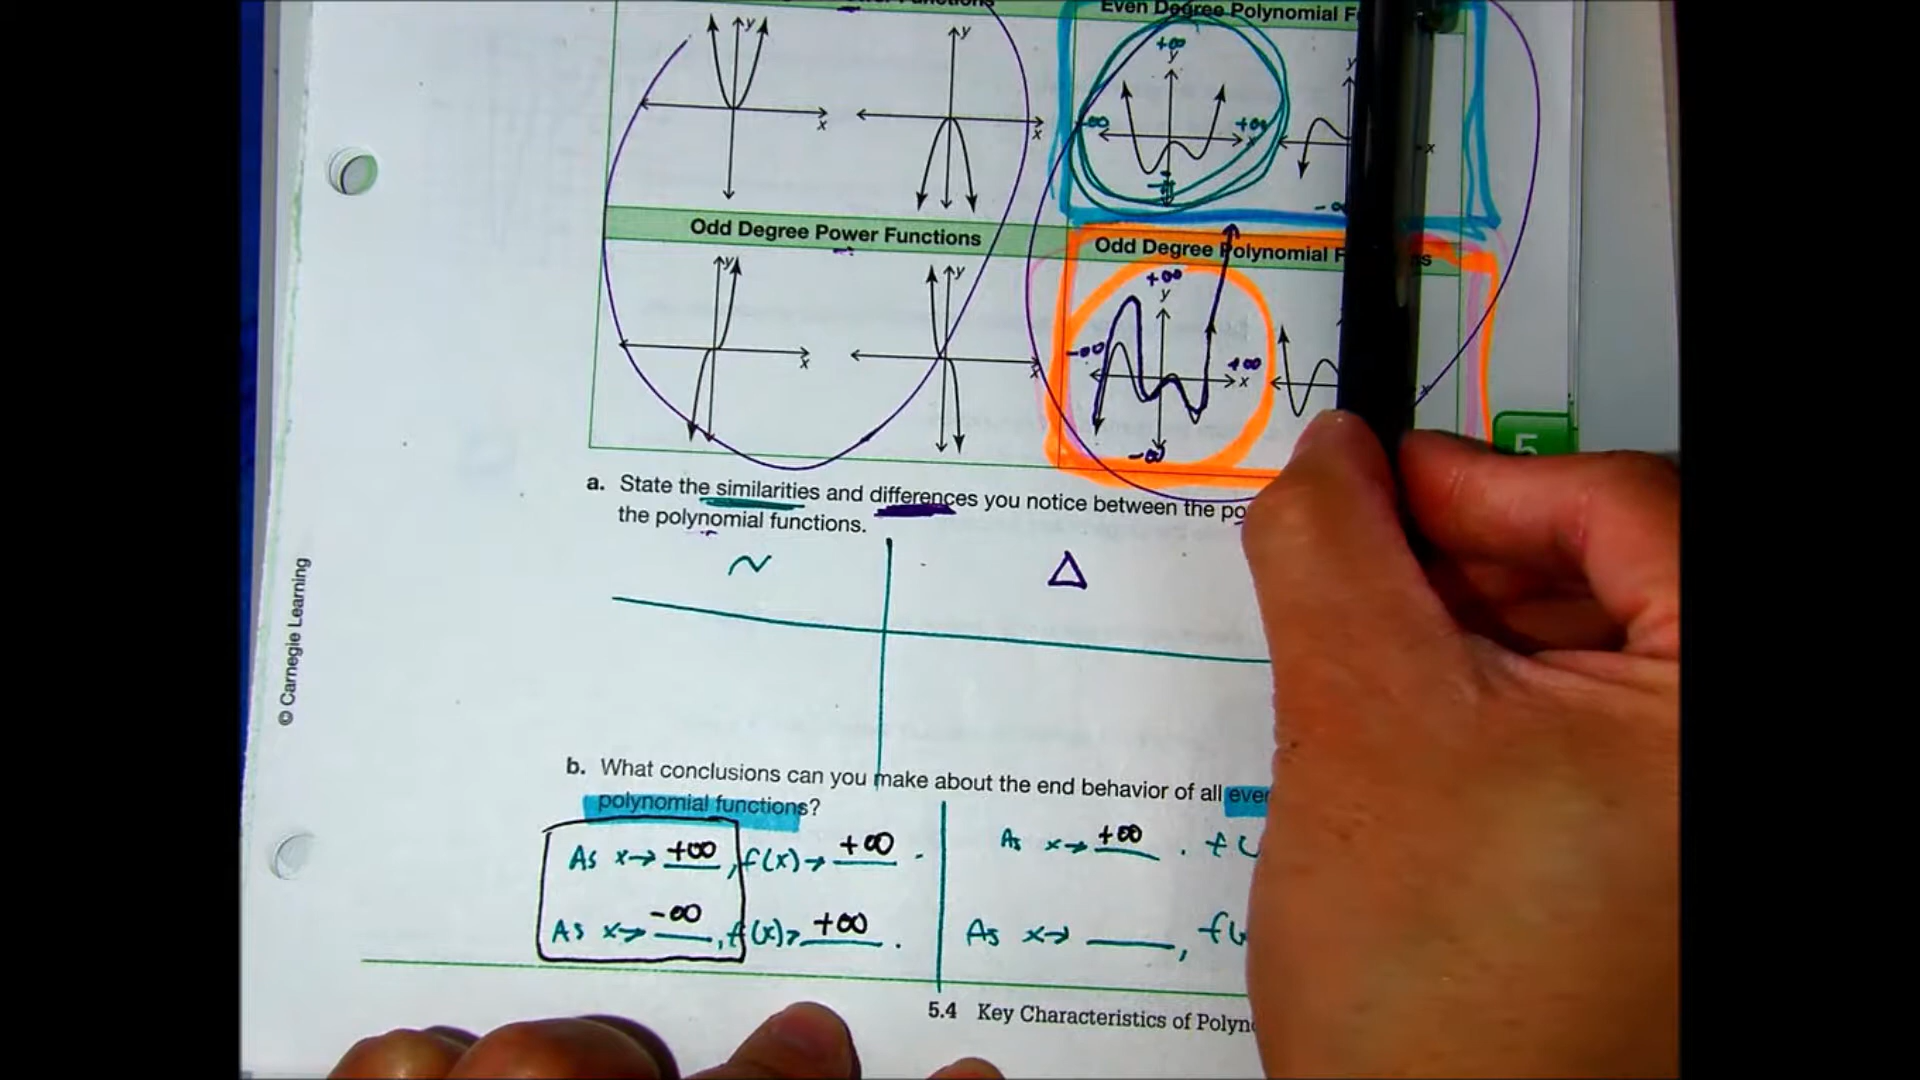 Even Degree Polynomial F
+∞
y
y
y
y
-∞
+∞
x
x
x
x
-∞
Odd Degree Power Functions
Odd Degree Polynomial F
y
y
+∞
y
-∞
+∞
x
x
x
-∞
5
a. State the similarities and differences you notice between the po
the polynomial functions.
~
Δ
b. What conclusions can you make about the end behavior of all even
polynomial functions?
As x→ +∞, f(x)→ +∞.
As x→ -∞, f(x)→ +∞.
As x→ +∞.
As x→ ___,
5.4 Key Characteristics of Polyn
© Carnegie Learning